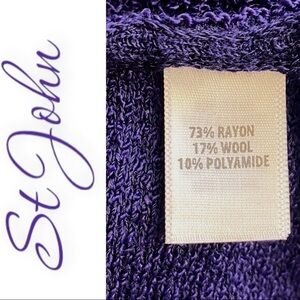 St John
73% RAYON
17% WOOL
10% POLYAMIDE